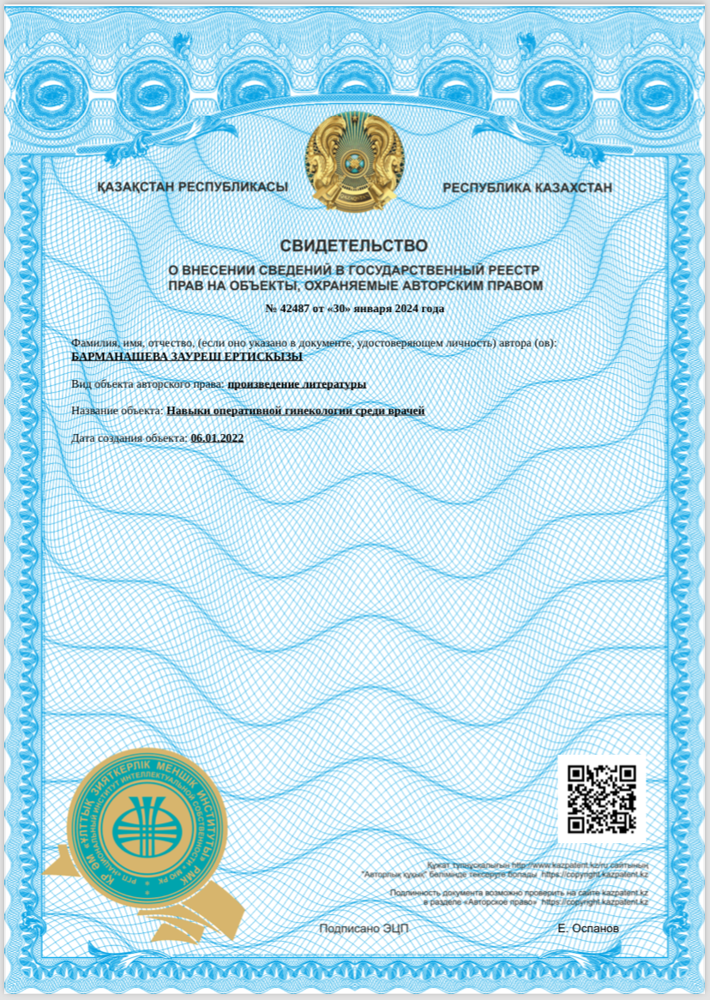 ҚАЗАҚСТАН РЕСПУБЛИКАСЫ
РЕСПУБЛИКА КАЗАХСТАН
СВИДЕТЕЛЬСТВО
О ВНЕСЕНИИ СВЕДЕНИЙ В ГОСУДАРСТВЕННЫЙ РЕЕСТР
ПРАВ НА ОБЪЕКТЫ, ОХРАНЯЕМЫЕ АВТОРСКИМ ПРАВОМ
№ 42487 от «30» января 2024 года
Фамилия, имя, отчество, (если оно указано в документе, удостоверяющем личность) автора (ов):
БАРМАНАШЕВА ЗАУРЕШ ЕРТИСКЫЗЫ
Вид объекта авторского права: произведение литературы
Название объекта: Навыки оперативной гинекологии среди врачей
Дата создания объекта: 06.01.2022
ҚР ӘМ «ҰЛТТЫҚ ЗИЯТКЕРЛІК МЕНШІК ИНСТИТУТЫ» РМК
РГП «НАЦИОНАЛЬНЫЙ ИНСТИТУТ ИНТЕЛЛЕКТУАЛЬНОЙ СОБСТВЕННОСТИ» МЮ РК
Құжат түпнұсқалығын http://www.kazpatent.kz/ru сайтының
"Авторлық құқық" бөлімінде тексеруге болады https://copyright.kazpatent.kz
Подлинность документа возможно проверить на сайте kazpatent.kz
в разделе «Авторское право» https://copyright.kazpatent.kz
Подписано ЭЦП
Е. Оспанов